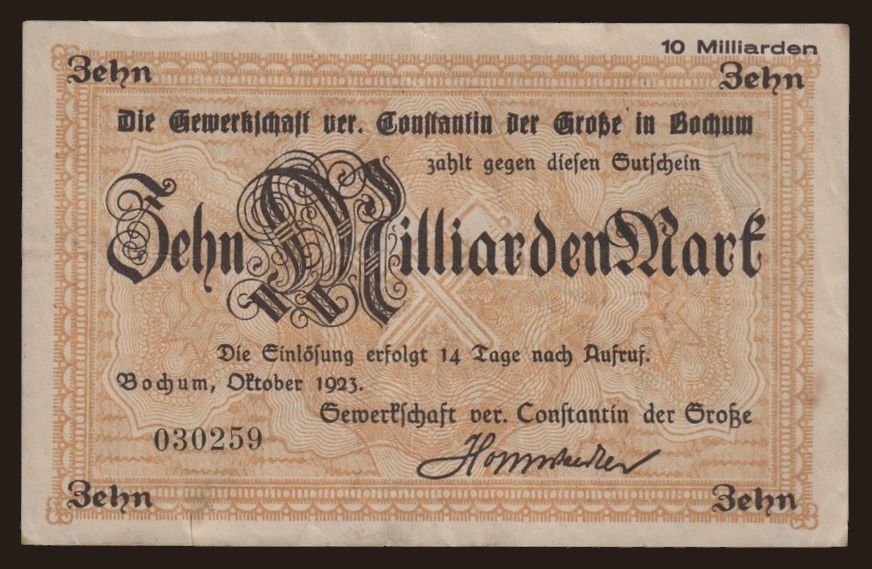 10 Milliarden
Zehn Zehn
Die Gewerkschaft ver. Constantin der Große in Bochum
zahlt gegen diesen Gutschein
Zehn Milliarden Mark
Die Einlösung erfolgt 14 Tage nach Aufruf.
Bochum, Oktober 1923.
Gewerkschaft ver. Constantin der Große
030259
Zehn Zehn